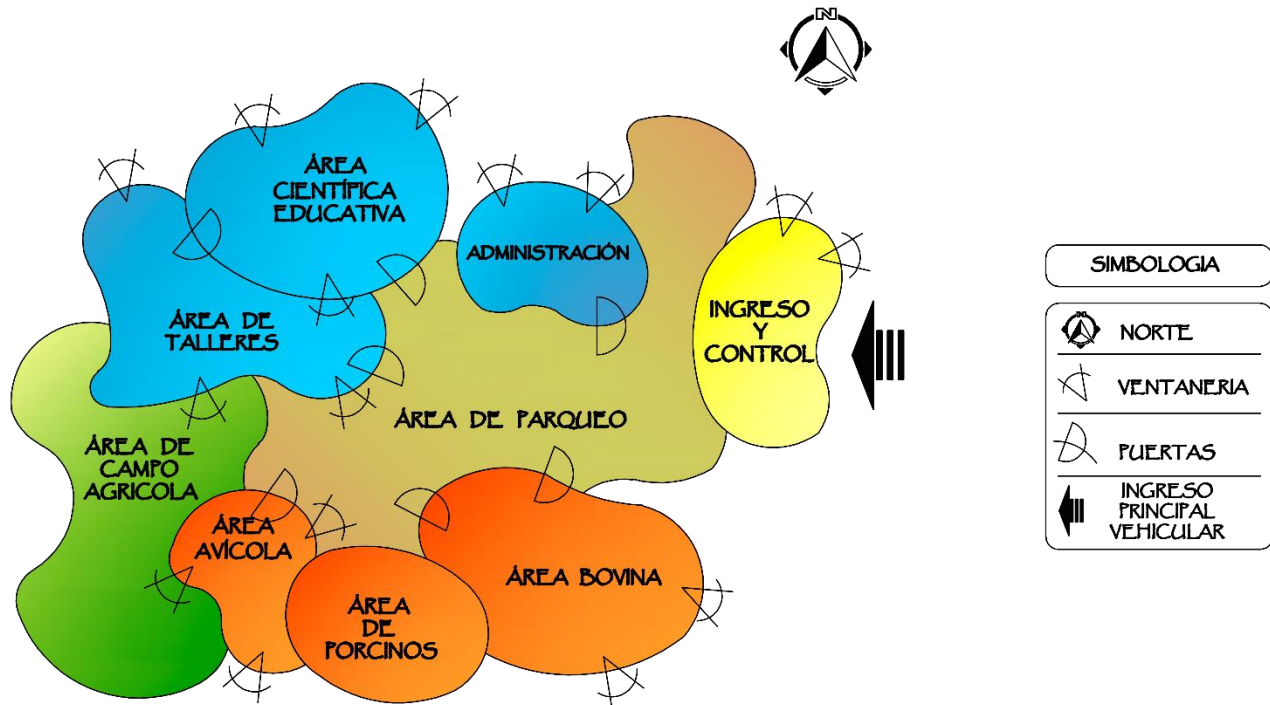 N
ÁREA
CIENTÍFICA
EDUCATIVA
ADMINISTRACIÓN
INGRESO
Y
CONTROL
ÁREA DE
TALLERES
ÁREA DE PARQUEO
ÁREA DE
CAMPO
AGRICOLA
ÁREA
AVÍCOLA
ÁREA
DE
PORCINOS
ÁREA BOVINA
SIMBOLOGIA
N
NORTE
VENTANERIA
PUERTAS
INGRESO
PRINCIPAL
VEHICULAR